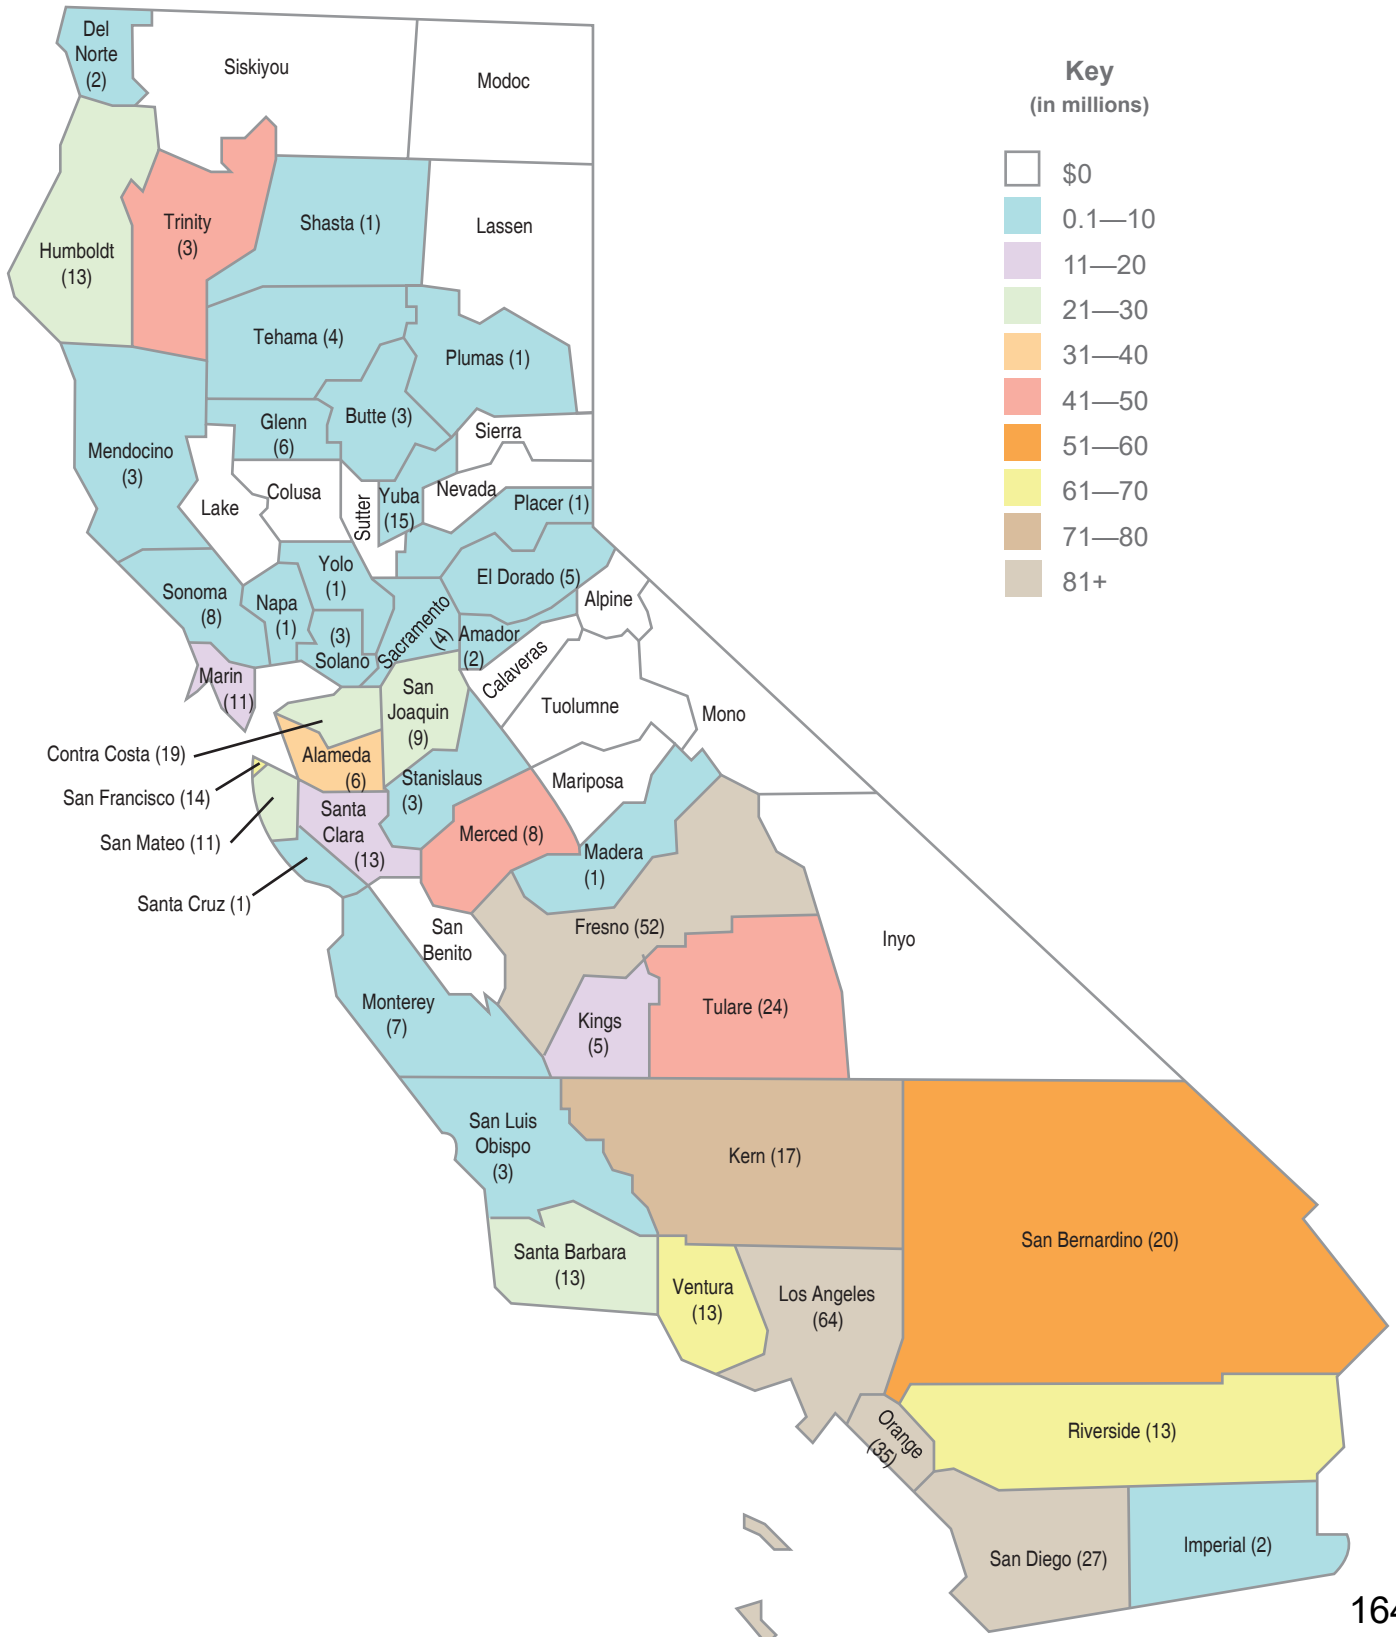 Del
Norte
(2)
Siskiyou
Modoc
Key
(in millions)
$0
0.1—10
11—20
21—30
31—40
41—50
51—60
61—70
71—80
81+
Humboldt
(13)
Trinity
(3)
Shasta (1)
Lassen
Tehama (4)
Plumas (1)
Butte (3)
Glenn
(6)
Mendocino
(3)
Sierra
Lake
Colusa
Sutter
Yuba
(15)
Nevada
Placer (1)
Sonoma
(8)
Napa
(1)
Yolo
(1)
(3)
Solano
Sacramento
(4)
El Dorado (5)
Amador
(2)
Alpine
Calaveras
Marin
(11)
San
Joaquin
(9)
Tuolumne
Mono
Contra Costa (19)
Alameda
(6)
Stanislaus
(3)
Mariposa
San Francisco (14)
San Mateo (11)
Santa
Clara
(13)
Merced (8)
Madera
(1)
Santa Cruz (1)
San
Benito
Fresno (52)
Inyo
Monterey
(7)
Kings
(5)
Tulare (24)
San Luis
Obispo
(3)
Kern (17)
San Bernardino (20)
Santa Barbara
(13)
Ventura
(13)
Los Angeles
(64)
Orange
(35)
Riverside (13)
San Diego (27)
Imperial (2)
164